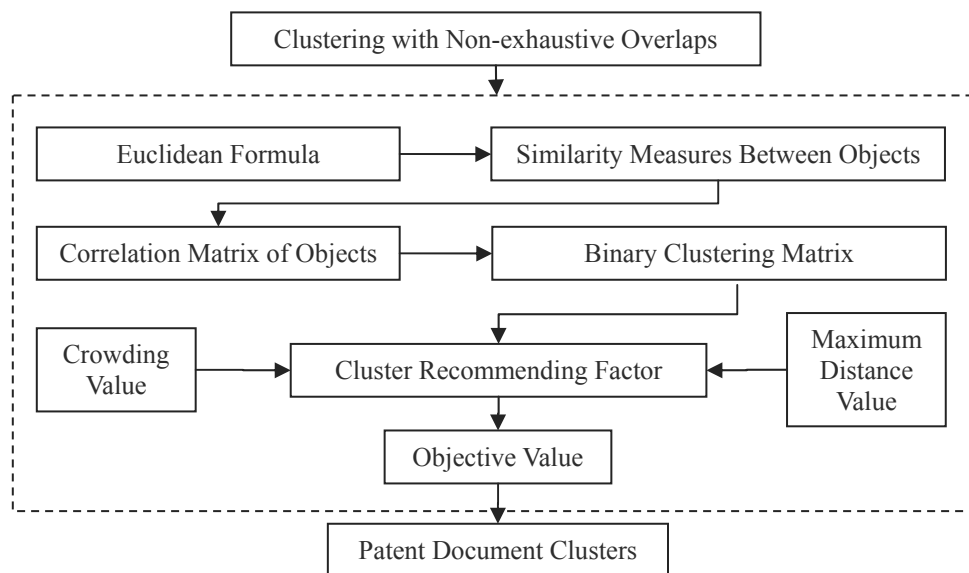 Clustering with Non-exhaustive Overlaps
Euclidean Formula
Similarity Measures Between Objects
Correlation Matrix of Objects
Binary Clustering Matrix
Crowding
Value
Cluster Recommending Factor
Maximum
Distance
Value
Objective Value
Patent Document Clusters